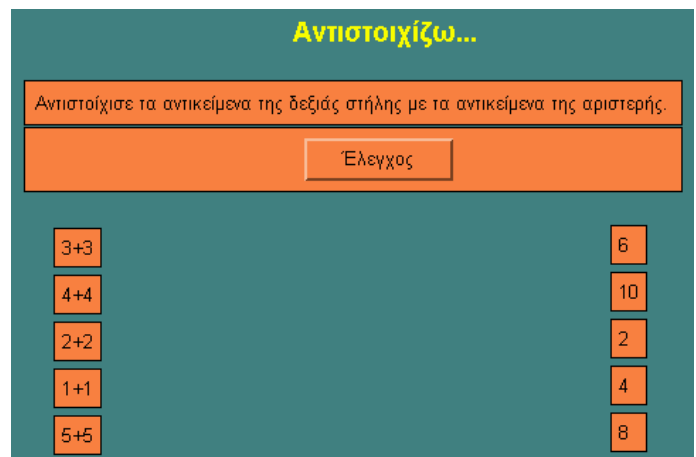 Αντιστοιχίζω...
Αντιστοίχισε τα αντικείμενα της δεξιάς στήλης με τα αντικείμενα της αριστερής.
Έλεγχος
3+3 6
4+4 10
2+2 2
1+1 4
5+5 8